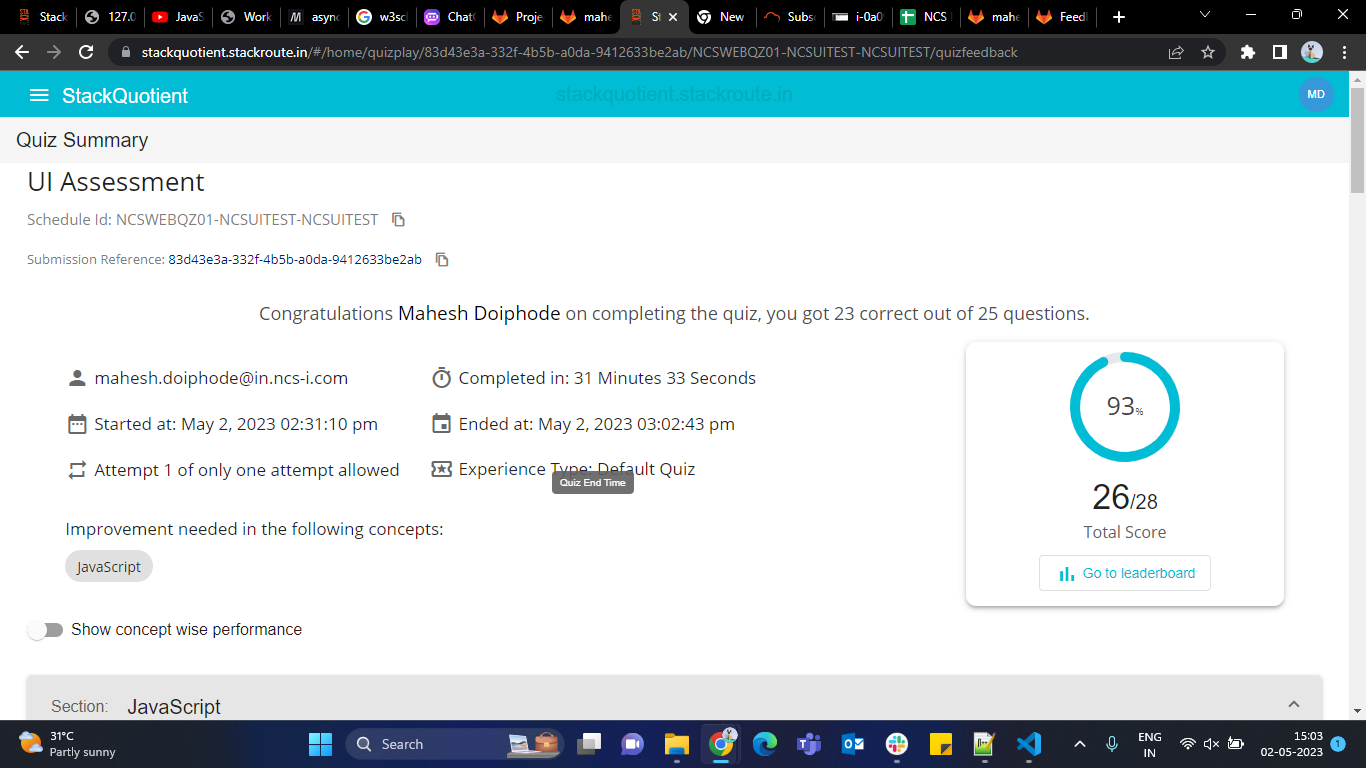 Stack
127.0
JavaS
Work
async
w3scl
ChatG
Proje
mahe
St
New
Subs
i-0a0
NCS
mahe
Feedl
stackquotient.stackroute.in/#/home/quizplay/83d43e3a-332f-4b5b-a0da-9412633be2ab/NCSWEBQZ01-NCSUITEST-NCSUITEST/quizfeedback
StackQuotient
stackquotient.stackroute.in
MD
Quiz Summary
UI Assessment
Schedule Id: NCSWEBQZ01-NCSUITEST-NCSUITEST
Submission Reference: 83d43e3a-332f-4b5b-a0da-9412633be2ab
Congratulations Mahesh Doiphode on completing the quiz, you got 23 correct out of 25 questions.
mahesh.doiphode@in.ncs-i.com
Completed in: 31 Minutes 33 Seconds
Started at: May 2, 2023 02:31:10 pm
Ended at: May 2, 2023 03:02:43 pm
Attempt 1 of only one attempt allowed
Experience Type: Default Quiz
Quiz End Time
93%
26/28
Total Score
Go to leaderboard
Improvement needed in the following concepts:
JavaScript
Show concept wise performance
Section: JavaScript
31°C
Partly sunny
Search
ENG
IN
15:03
02-05-2023
1